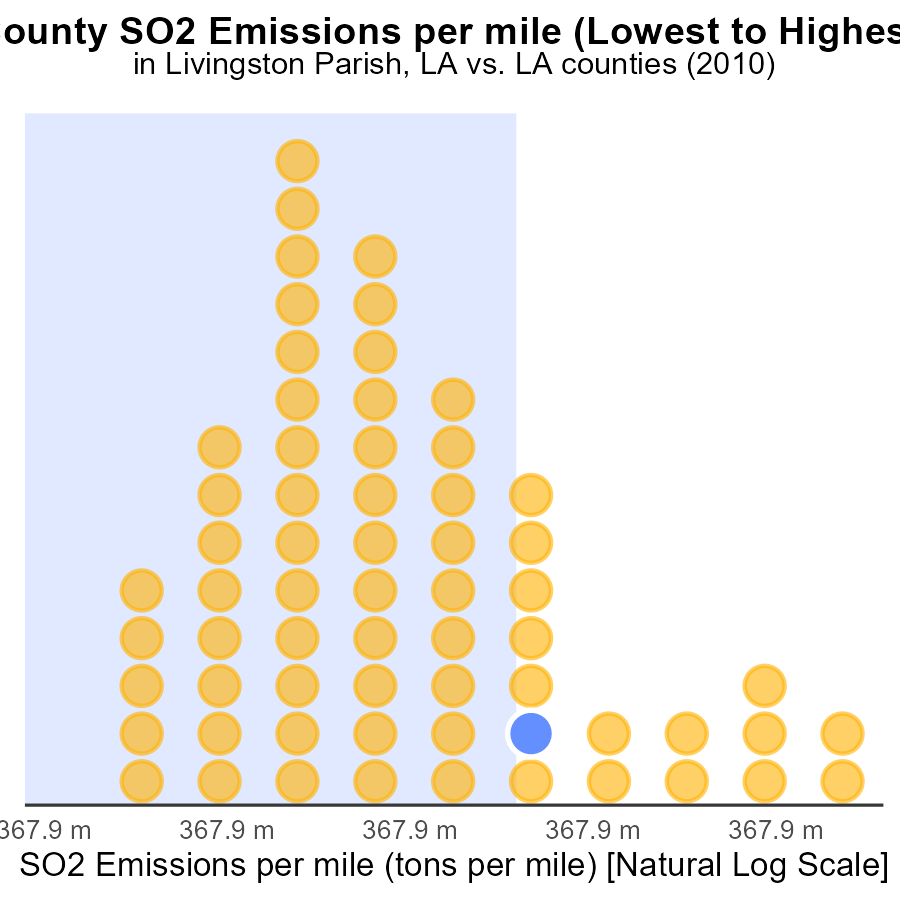 ounty SO2 Emissions per mile (Lowest to Highes
in Livingston Parish, LA vs. LA counties (2010)
367.9 m 367.9 m 367.9 m 367.9 m 367.9 m
SO2 Emissions per mile (tons per mile) [Natural Log Scale]